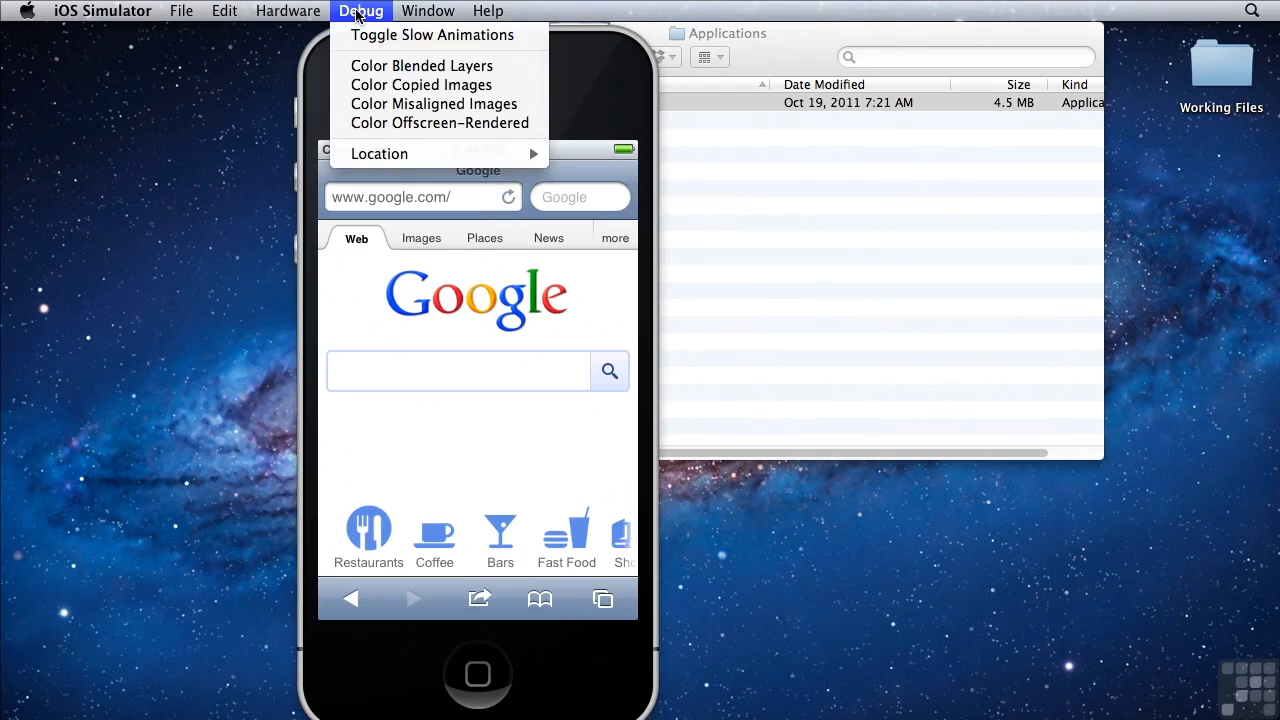 iOS Simulator File Edit Hardware Debug Window Help
Toggle Slow Animations
Color Blended Layers
Color Copied Images
Color Misaligned Images
Color Offscreen-Rendered
Location
Google
www.google.com/ Google
Web Images Places News more
Google
Restaurants Coffee Bars Fast Food Sho
Applications
Date Modified Size Kind
Oct 19, 2011 7:21 AM 4.5 MB Applica
Working Files